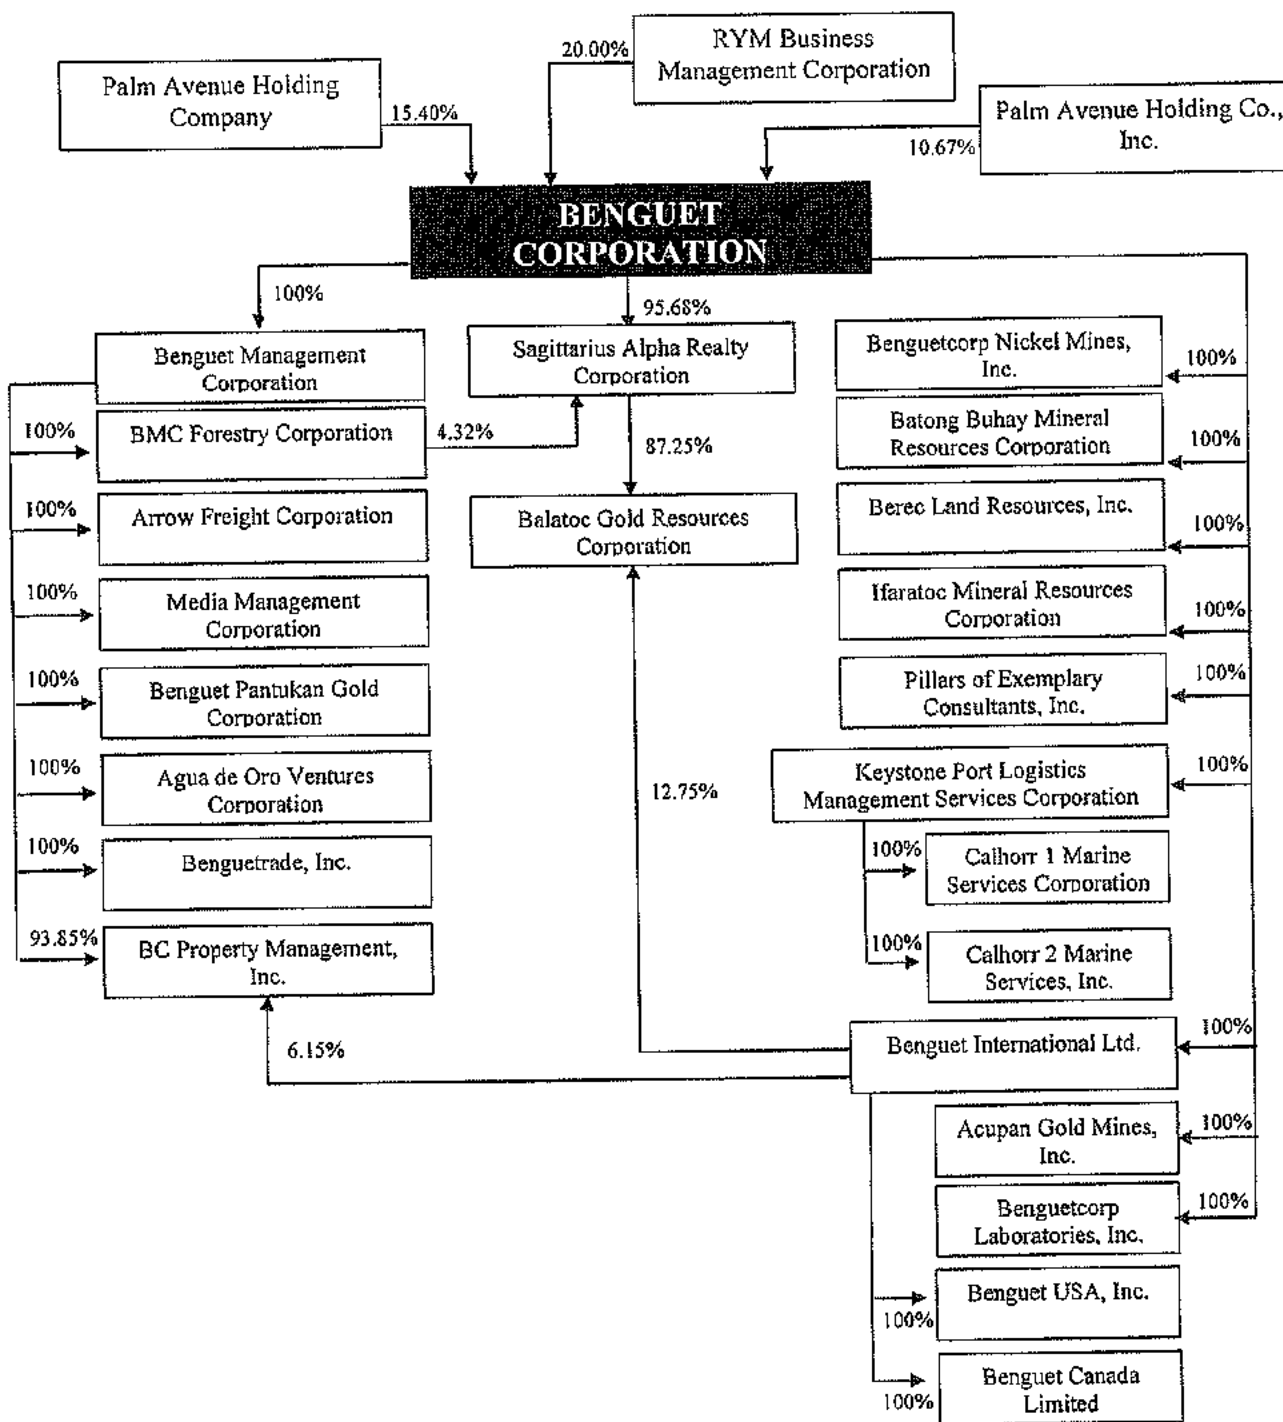 RYM Business
Management Corporation
20.00%
Palm Avenue Holding
Company
15.40%
Palm Avenue Holding Co.,
Inc.
10.67%
BENGUET
CORPORATION
100%
95.68%
Benguet Management
Corporation
Sagittarius Alpha Realty
Corporation
Benguetcorp Nickel Mines,
Inc.
100%
100%
BMC Forestry Corporation
4.32%
87.25%
Batong Buhay Mineral
Resources Corporation
100%
100%
Arrow Freight Corporation
Balatoc Gold Resources
Corporation
Berec Land Resources, Inc.
100%
100%
Media Management
Corporation
Ifaratoc Mineral Resources
Corporation
100%
100%
Benguet Pantukan Gold
Corporation
Pillars of Exemplary
Consultants, Inc.
100%
100%
Agua de Oro Ventures
Corporation
12.75%
Keystone Port Logistics
Management Services Corporation
100%
100%
Benguetrade, Inc.
100%
Calhorr 1 Marine
Services Corporation
93.85%
BC Property Management,
Inc.
100%
Calhorr 2 Marine
Services, Inc.
6.15%
Benguet International Ltd.
100%
Acupan Gold Mines,
Inc.
100%
Benguetcorp
Laboratories, Inc.
100%
Benguet USA, Inc.
100%
Benguet Canada
Limited
100%